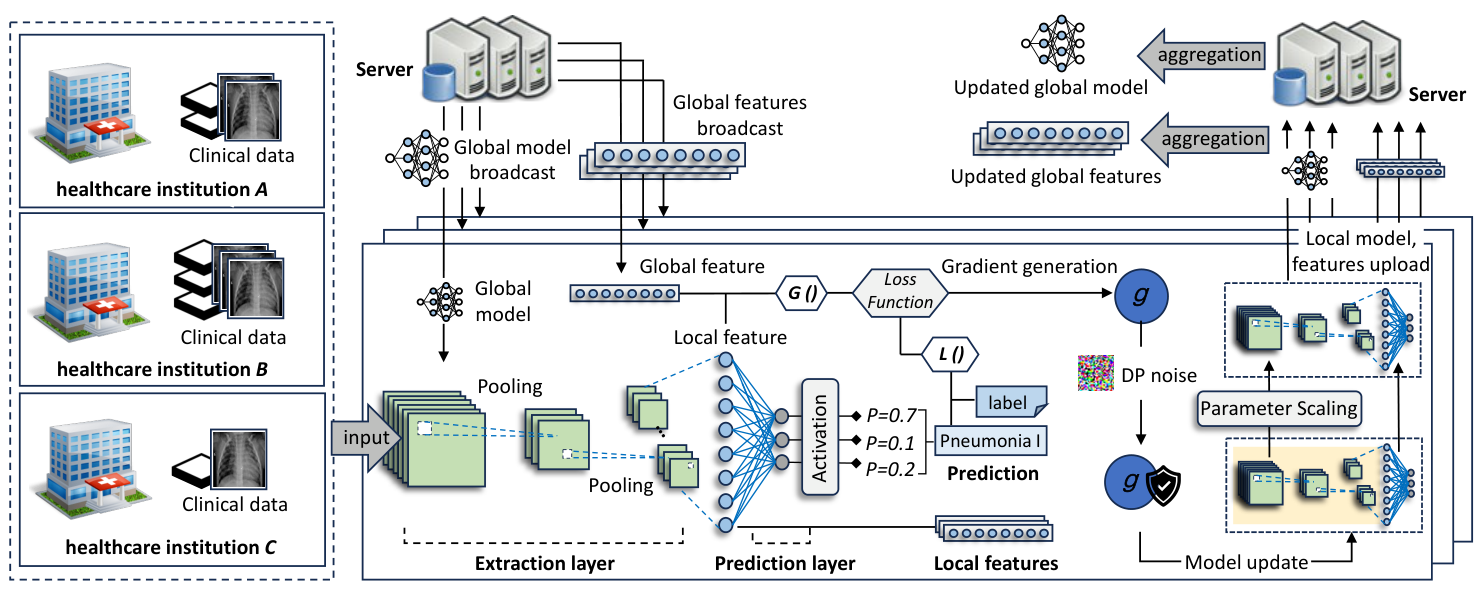 Clinical data
healthcare institution A
Clinical data
healthcare institution B
Clinical data
healthcare institution C
input
Server
Global model
broadcast
Global features
broadcast
Updated global model
aggregation
Updated global features
aggregation
Server
Local model,
features upload
Global
model
Global feature
Local feature
G ()
Loss
Function
Gradient generation
g
L ()
DP noise
Pooling
Pooling
Activation
P=0.7
P=0.1
P=0.2
label
Pneumonia I
Prediction
g
Parameter Scaling
Model update
Extraction layer
Prediction layer
Local features